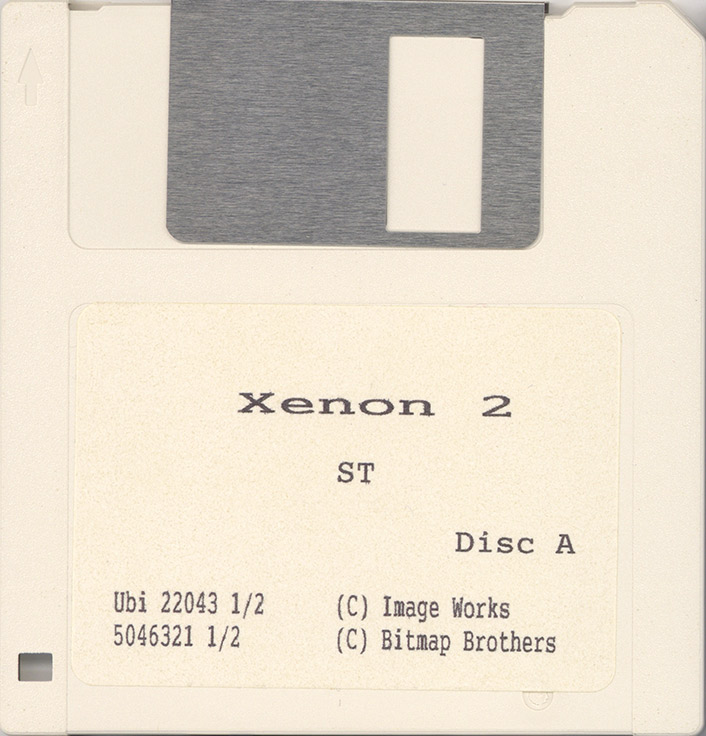 Xenon 2
ST
Disc A
Ubi 22043 1/2 (C) Image Works
5046321 1/2 (C) Bitmap Brothers